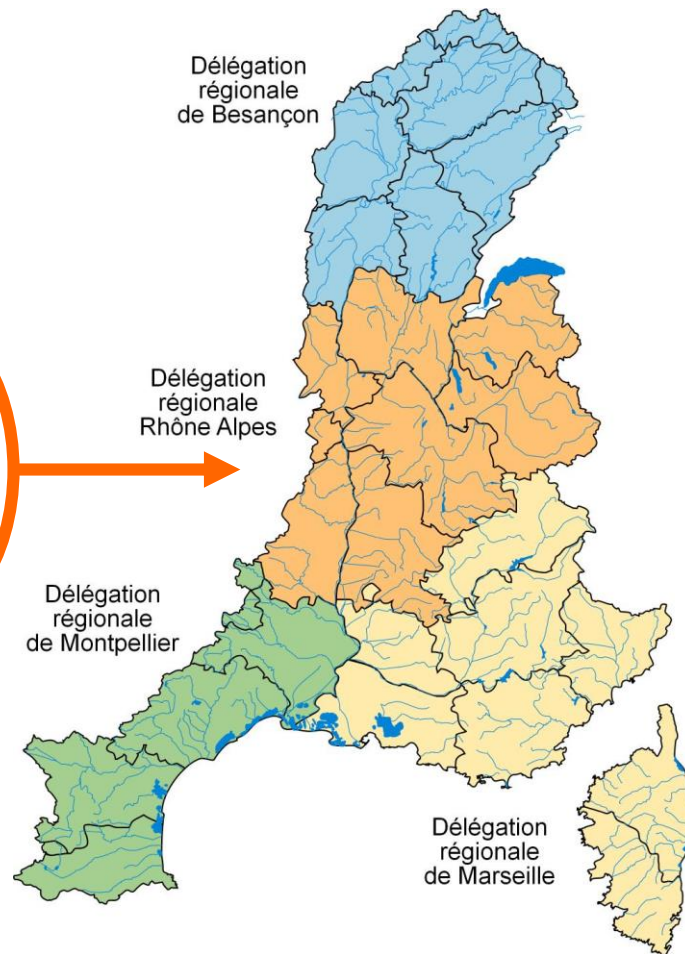 Délégation
régionale
de Besançon
Délégation
régionale
Rhône Alpes
Délégation
régionale
de Montpellier
Délégation
régionale
de Marseille